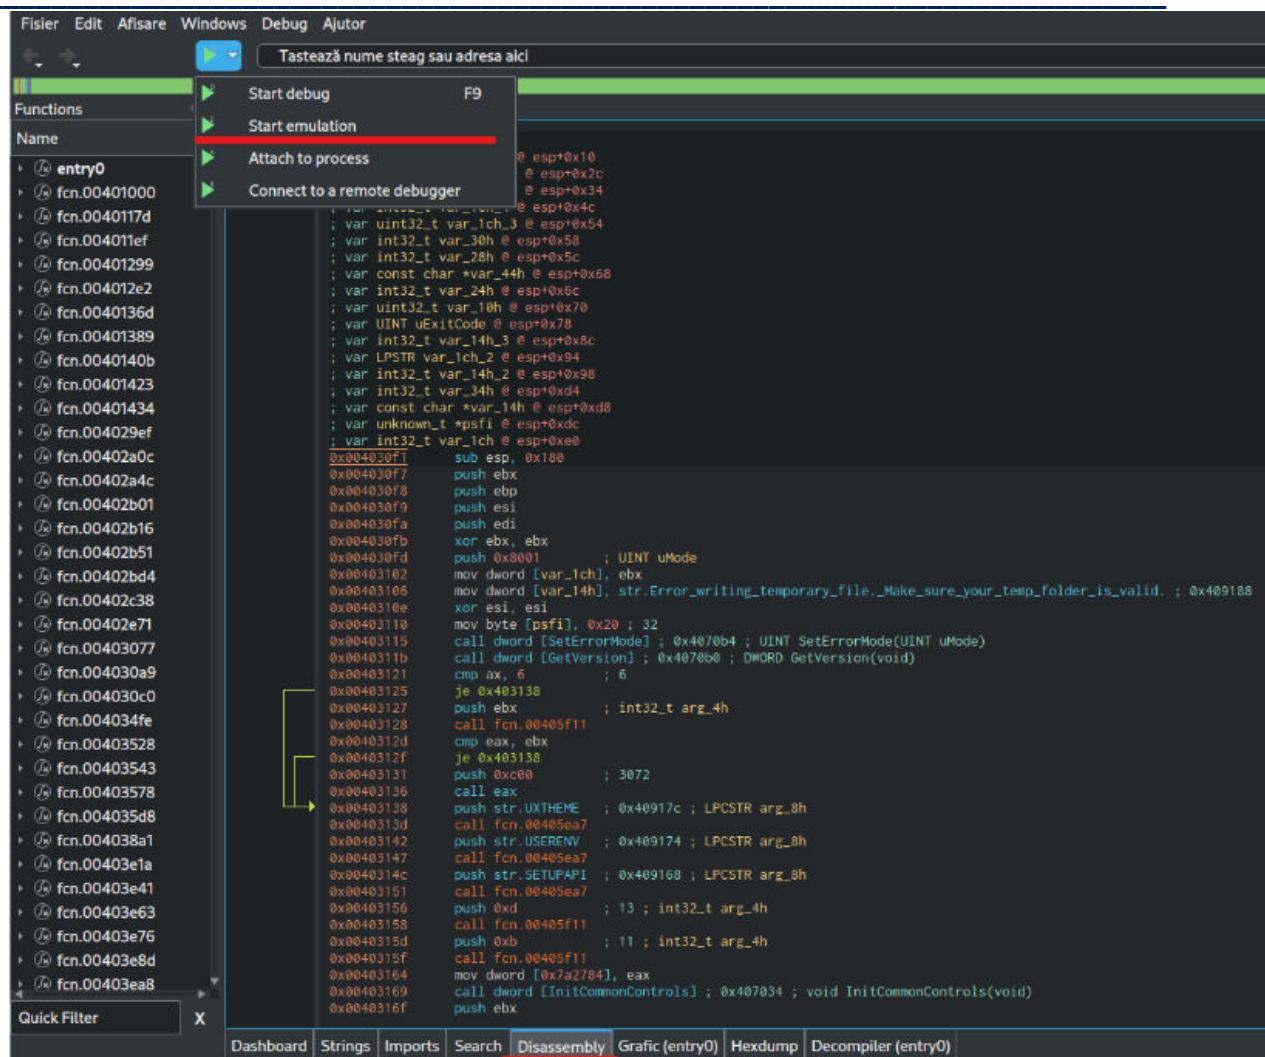 Fisier Edit Afisare Windows Debug Ajutor
Tastează nume steag sau adresa aici
Start debug F9
Start emulation
Attach to process
Connect to a remote debugger
Functions
Name
entry0
fcn.00401000
fcn.0040117d
fcn.004011ef
fcn.00401299
fcn.004012e2
fcn.0040136d
fcn.00401389
fcn.0040140b
fcn.00401423
fcn.00401434
fcn.004029ef
fcn.00402a0c
fcn.00402a4c
fcn.00402b01
fcn.00402b16
fcn.00402b51
fcn.00402bd4
fcn.00402c38
fcn.00402e71
fcn.00403077
fcn.004030a9
fcn.004030c0
fcn.004034fe
fcn.00403528
fcn.00403543
fcn.00403578
fcn.004035d8
fcn.004038a1
fcn.00403e1a
fcn.00403e41
fcn.00403e63
fcn.00403e76
fcn.00403e8d
fcn.00403ea8
Quick Filter X
@ esp+0x10
@ esp+0x2c
@ esp+0x34
@ esp+0x4c
; var uint32_t var_1ch_3 @ esp+0x54
; var int32_t var_30h @ esp+0x58
; var int32_t var_28h @ esp+0x5c
; var const char *var_44h @ esp+0x68
; var int32_t var_24h @ esp+0x6c
; var uint32_t var_10h @ esp+0x70
; var UINT uExitCode @ esp+0x78
; var int32_t var_14h_3 @ esp+0x8c
; var LPSTR var_1ch_2 @ esp+0x94
; var int32_t var_14h_2 @ esp+0x98
; var int32_t var_34h @ esp+0xd4
; var const char *var_14h @ esp+0xd8
; var unknown_t *psfi @ esp+0xdc
; var int32_t var_1ch @ esp+0xe0
0x004030f1 sub esp, 0x180
0x004030f7 push ebx
0x004030f8 push ebp
0x004030f9 push esi
0x004030fa push edi
0x004030fb xor ebx, ebx
0x004030fd push 0x8001 ; UINT uMode
0x00403102 mov dword [var_1ch], ebx
0x00403106 mov dword [var_14h], str.Error_writing_temporary_file._Make_sure_your_temp_folder_is_valid. ; 0x409188
0x0040310e xor esi, esi
0x00403110 mov byte [psfi], 0x20 ; 32
0x00403115 call dword [SetErrorMode] ; 0x4070b4 ; UINT SetErrorMode(UINT uMode)
0x0040311b call dword [GetVersion] ; 0x4070b0 ; DWORD GetVersion(void)
0x00403121 cmp ax, 6 ; 6
0x00403125 je 0x403138
0x00403127 push ebx ; int32_t arg_4h
0x00403128 call fcn.00405f11
0x0040312d cmp eax, ebx
0x0040312f je 0x403138
0x00403131 push 0xc00 ; 3072
0x00403136 call eax
0x00403138 push str.UXTHEME ; 0x40917c ; LPCSTR arg_8h
0x0040313d call fcn.00405ea7
0x00403142 push str.USERENV ; 0x409174 ; LPCSTR arg_8h
0x00403147 call fcn.00405ea7
0x0040314c push str.SETUPAPI ; 0x409168 ; LPCSTR arg_8h
0x00403151 call fcn.00405ea7
0x00403156 push 0xd ; 13 ; int32_t arg_4h
0x00403158 call fcn.00405f11
0x0040315d push 0xb ; 11 ; int32_t arg_4h
0x0040315f call fcn.00405f11
0x00403164 mov dword [0x7a2784], eax
0x00403169 call dword [InitCommonControls] ; 0x407034 ; void InitCommonControls(void)
0x0040316f push ebx
Dashboard Strings Imports Search Disassembly Grafic (entry0) Hexdump Decompiler (entry0)